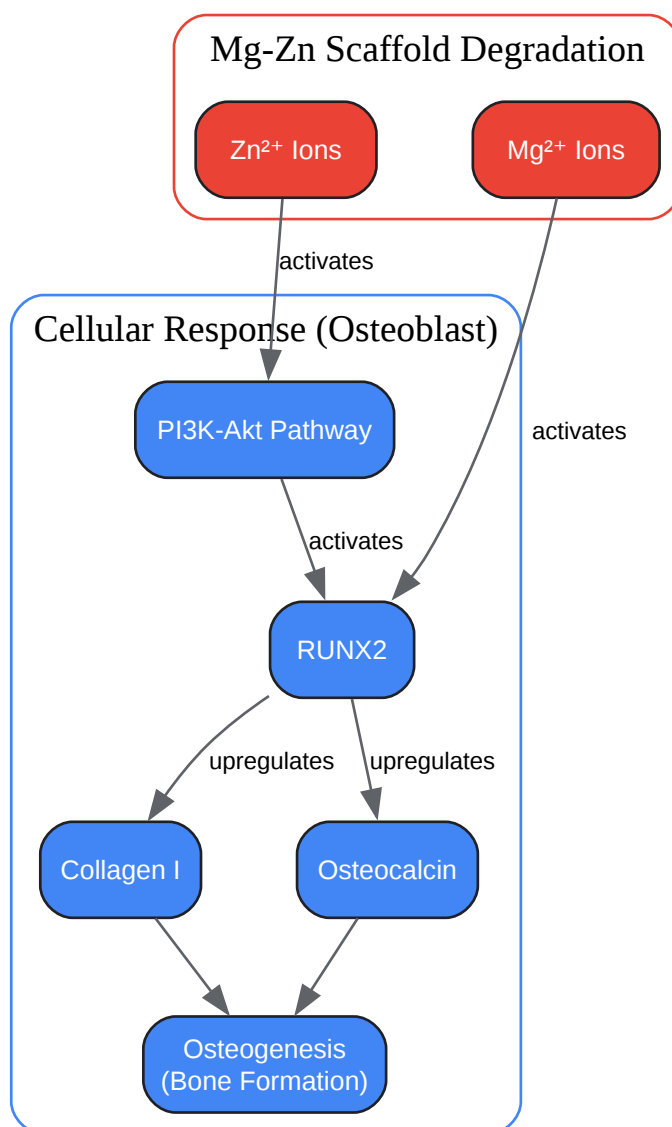 Mg-Zn Scaffold Degradation
Zn²⁺ Ions
Mg²⁺ Ions
activates
Cellular Response (Osteoblast)
PI3K-Akt Pathway
activates
activates
RUNX2
upregulates
upregulates
Collagen I
Osteocalcin
Osteogenesis
(Bone Formation)